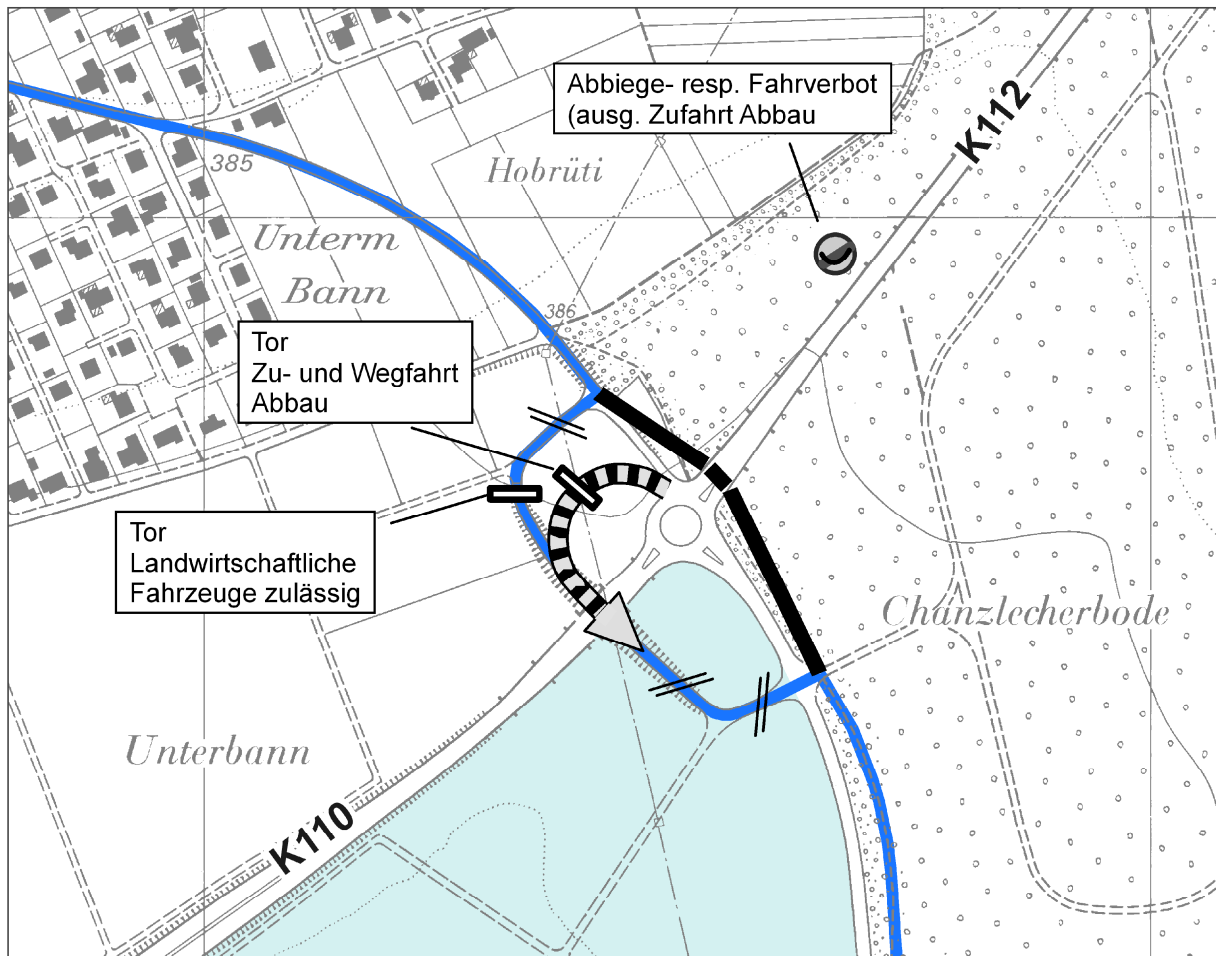 Abbiege- resp. Fahrverbot
(ausg. Zufahrt Abbau
K112
385
Hobrüti
Unterm
Bann
386
Tor
Zu- und Wegfahrt
Abbau
Tor
Landwirtschaftliche
Fahrzeuge zulässig
Chanzlecherbode
Unterbann
K110